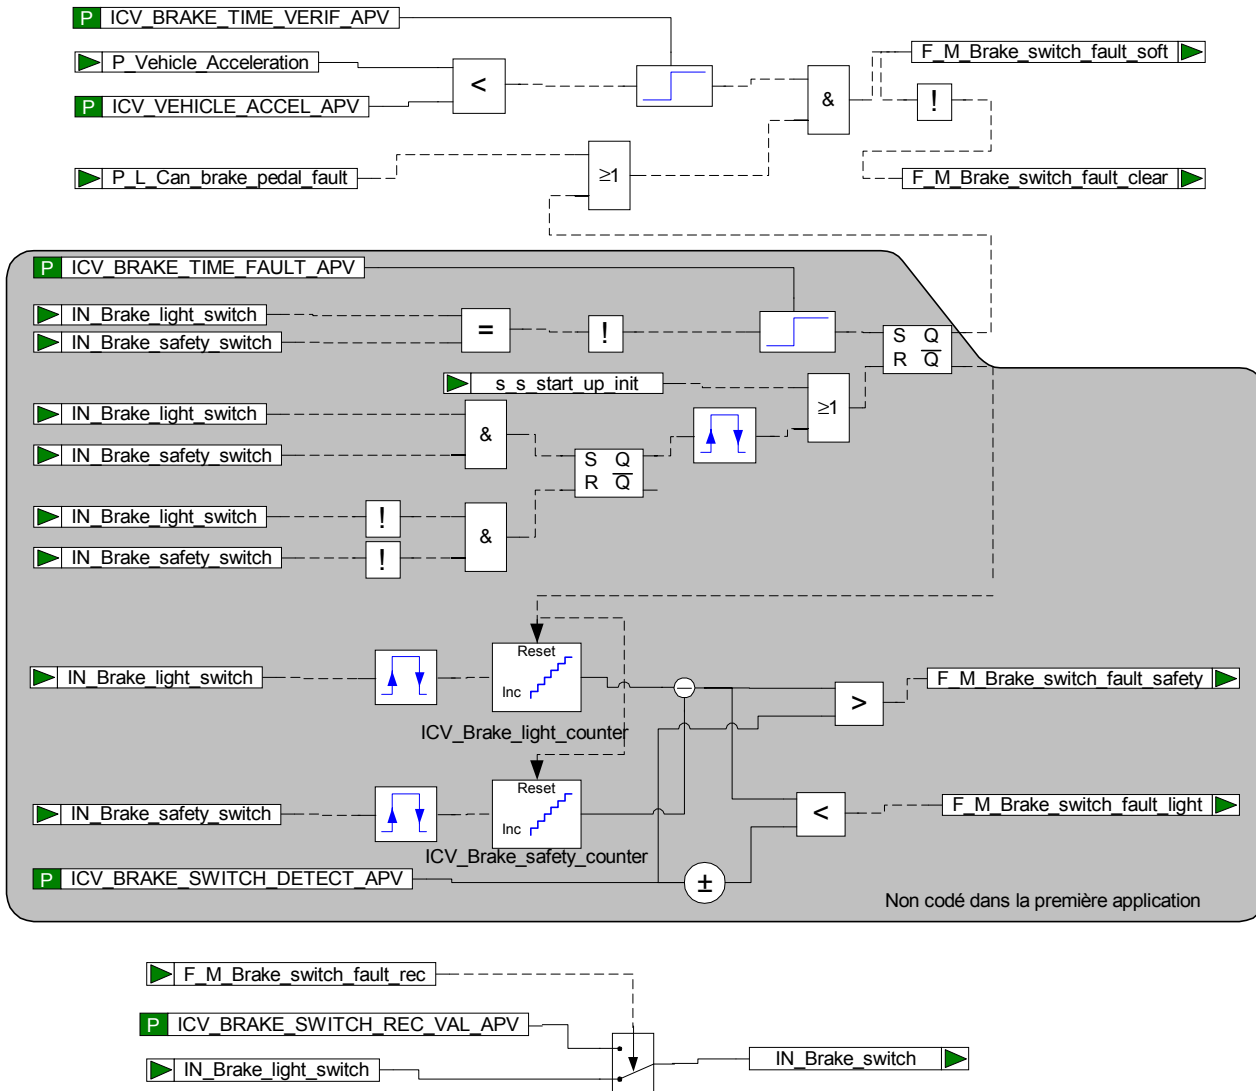 P ICV_BRAKE_TIME_VERIF_APV
P_Vehicle_Acceleration
F_M_Brake_switch_fault_soft
<
&
!
P ICV_VEHICLE_ACCEL_APV
P_L_Can_brake_pedal_fault
≥1
F_M_Brake_switch_fault_clear
P ICV_BRAKE_TIME_FAULT_APV
IN_Brake_light_switch
=
!
IN_Brake_safety_switch
S Q
R Q
s_s_start_up_init
≥1
IN_Brake_light_switch
&
IN_Brake_safety_switch
S Q
R Q
IN_Brake_light_switch
!
&
IN_Brake_safety_switch
!
Reset
IN_Brake_light_switch
Inc
−
F_M_Brake_switch_fault_safety
>
ICV_Brake_light_counter
Reset
IN_Brake_safety_switch
Inc
<
F_M_Brake_switch_fault_light
ICV_Brake_safety_counter
P ICV_BRAKE_SWITCH_DETECT_APV
±
Non codé dans la première application
F_M_Brake_switch_fault_rec
P ICV_BRAKE_SWITCH_REC_VAL_APV
IN_Brake_light_switch
IN_Brake_switch